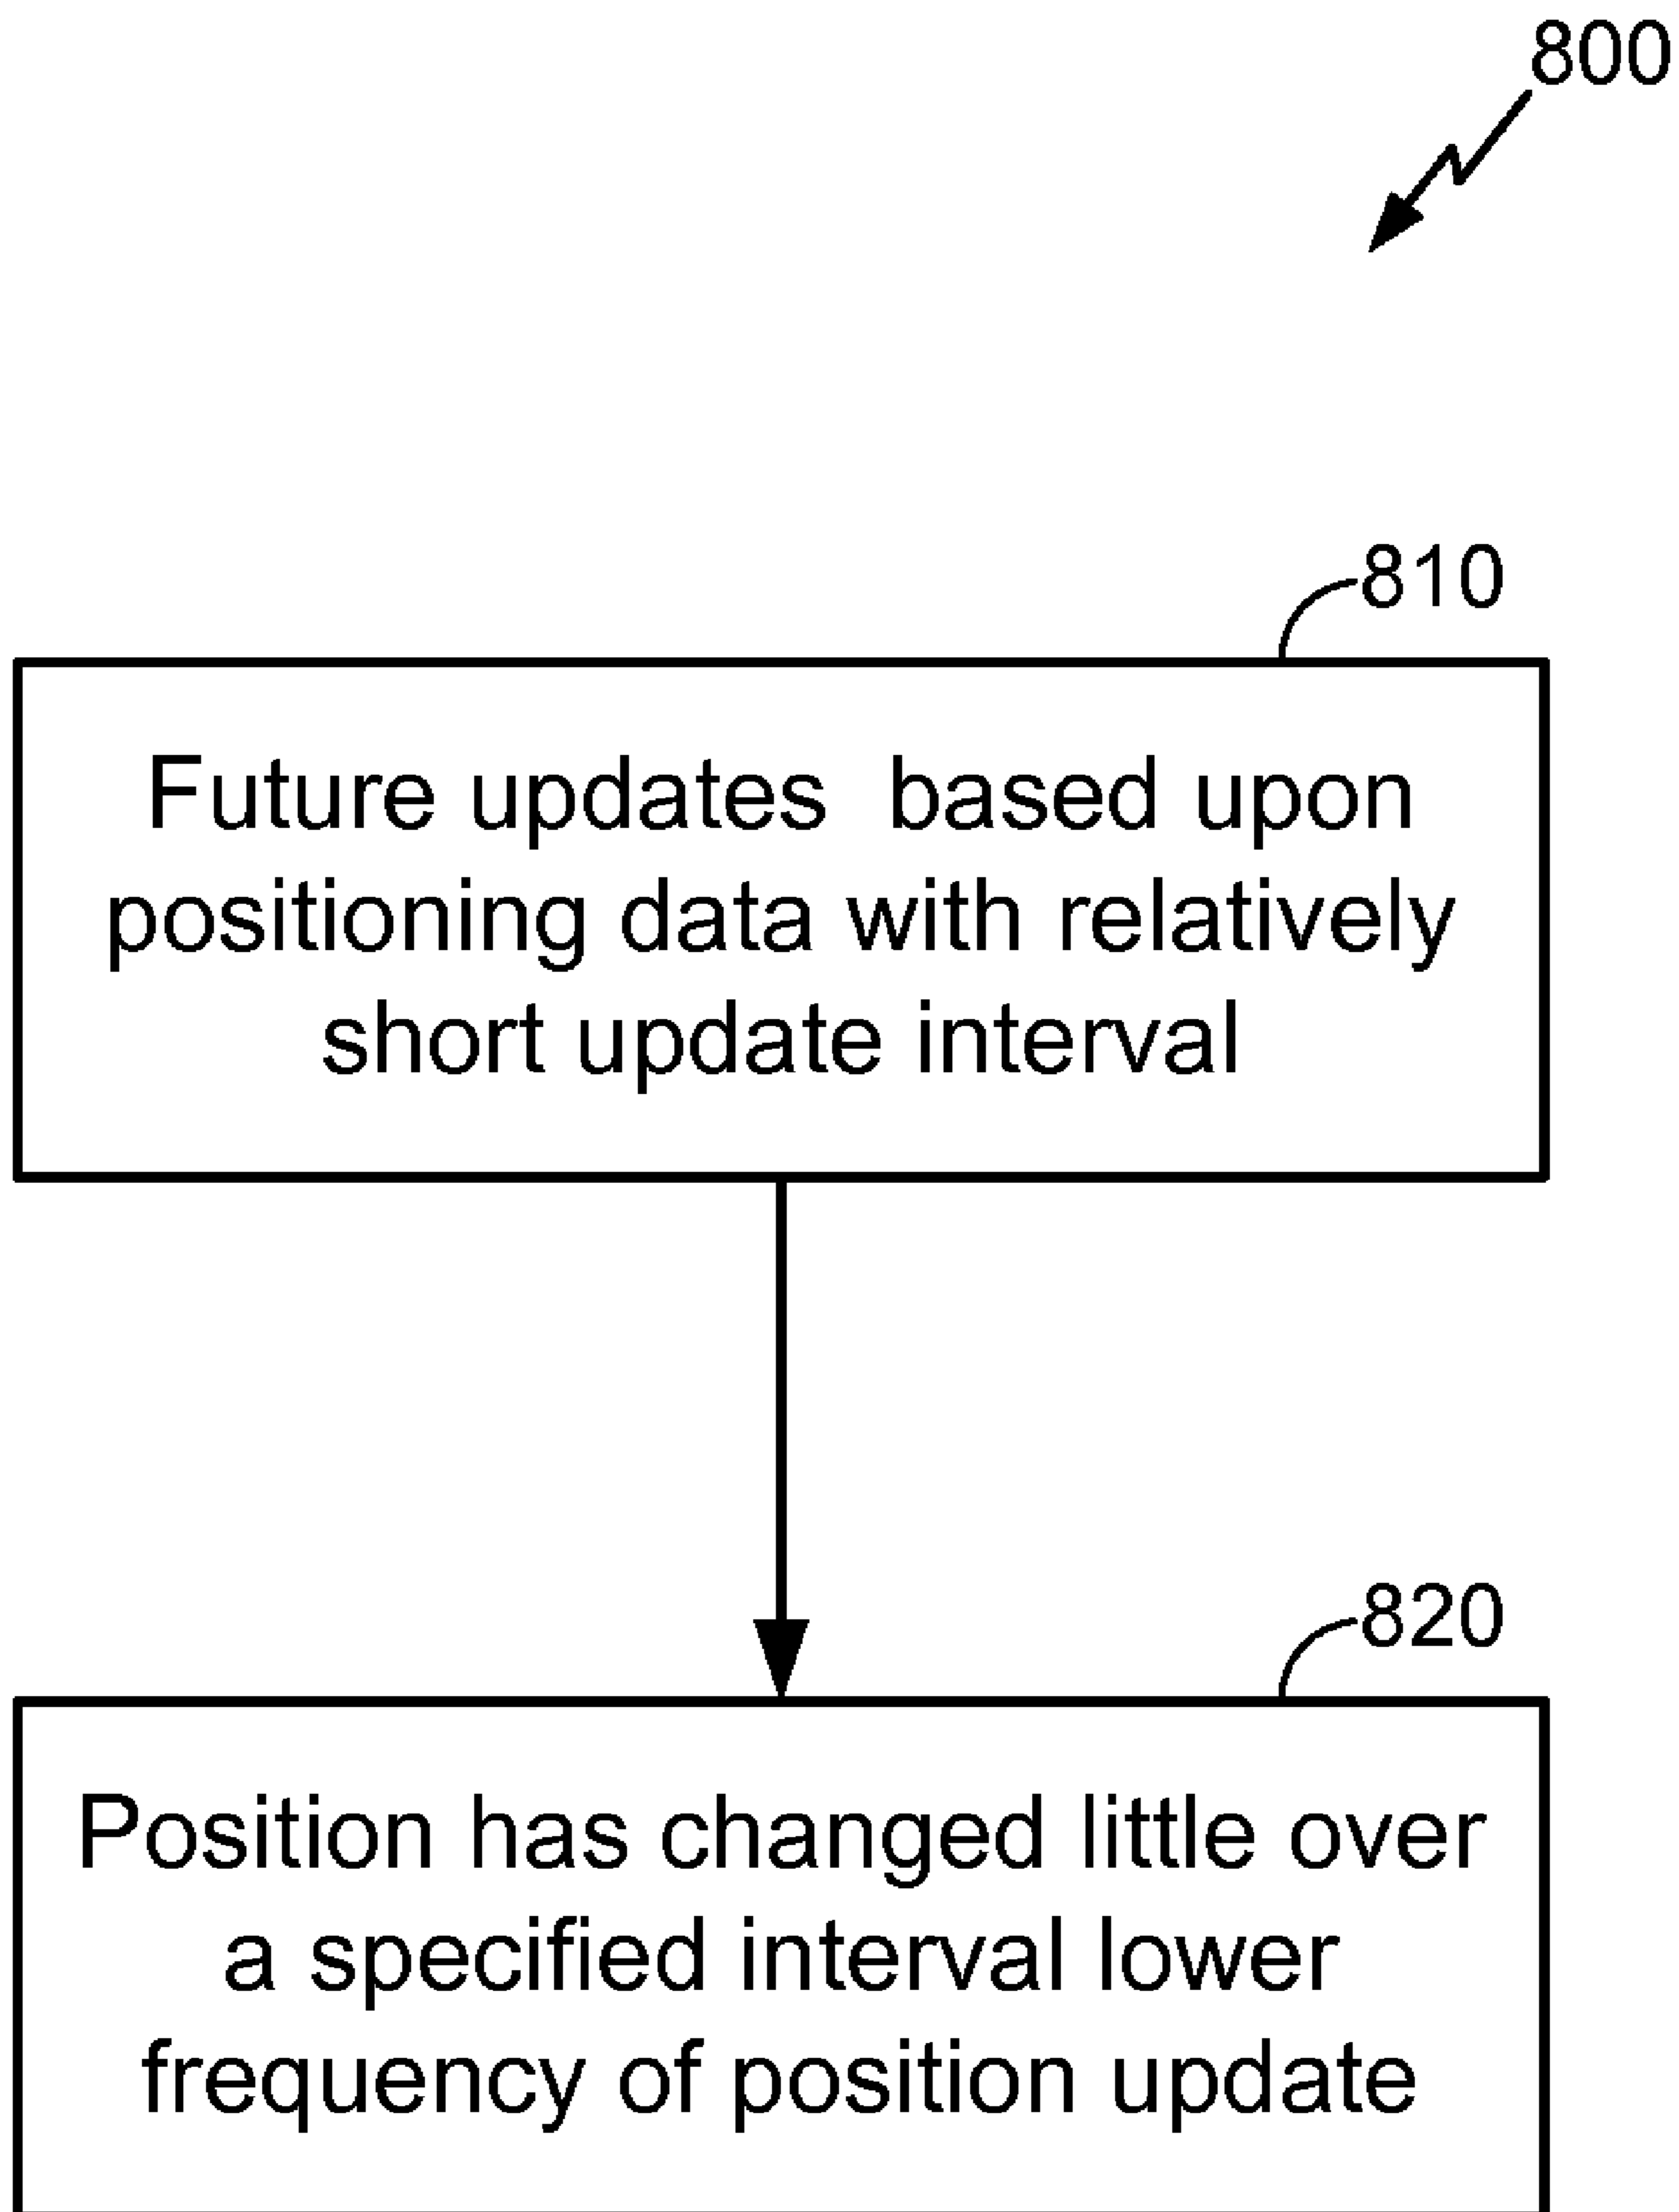 800
810
Future updates based upon
positioning data with relatively
short update interval
820
Position has changed little over
a specified interval lower
frequency of position update